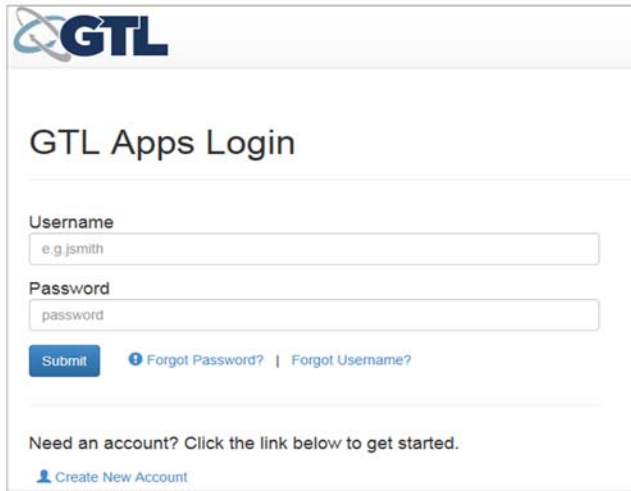 GTL
GTL Apps Login
Username
e.g.jsmith
Password
password
Submit
Forgot Password? | Forgot Username?
Need an account? Click the link below to get started.
Create New Account